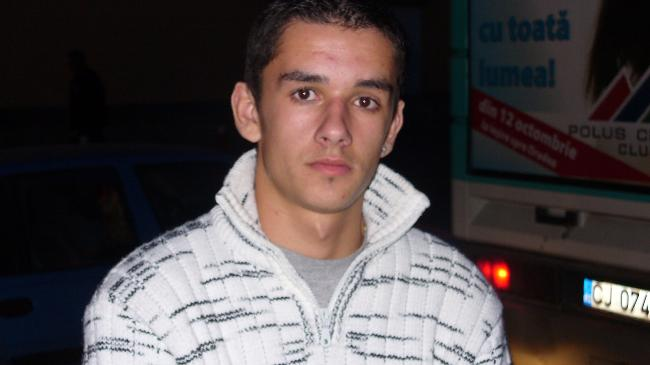 cu toată
lumea!
din 12 octombrie
POLUS C
CLU
CJ 074